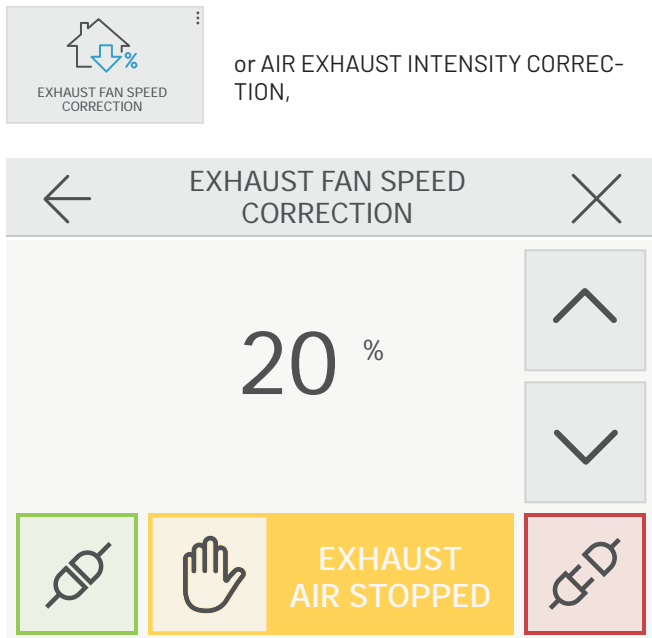 %
EXHAUST FAN SPEED
CORRECTION
or AIR EXHAUST INTENSITY CORREC-
TION,
EXHAUST FAN SPEED
CORRECTION
20 %
EXHAUST
AIR STOPPED